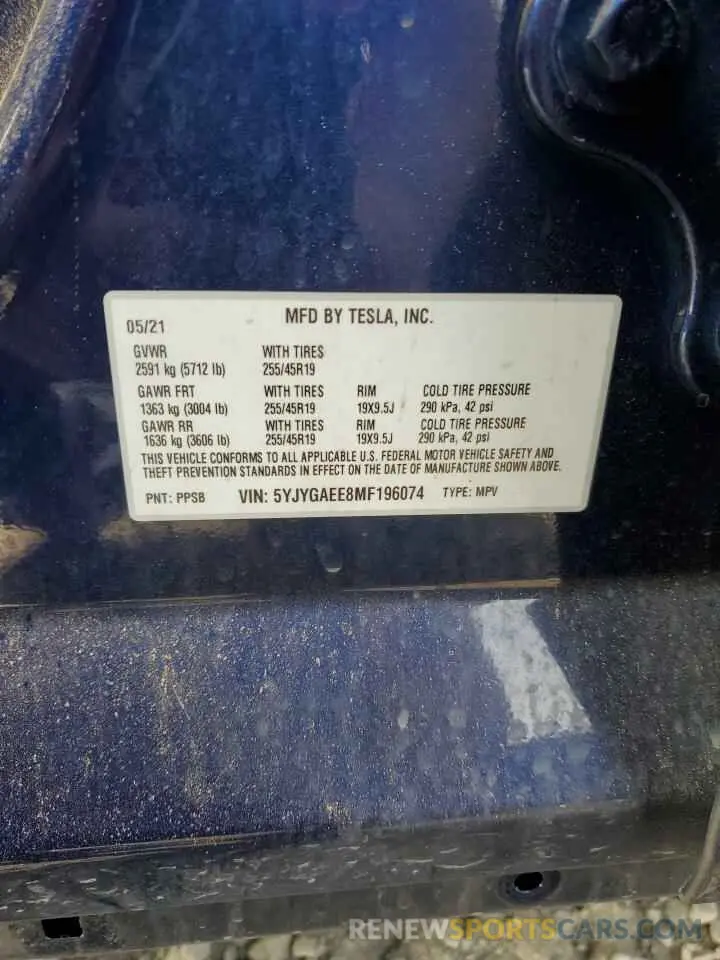 MFD BY TESLA, INC.
05/21
GVWR WITH TIRES
2591 kg (5712 lb) 255/45R19
GAWR FRT WITH TIRES RIM COLD TIRE PRESSURE
1363 kg (3004 lb) 255/45R19 19X9.5J 290 kPa, 42 psi
GAWR RR WITH TIRES RIM COLD TIRE PRESSURE
1636 kg (3606 lb) 255/45R19 19X9.5J 290 kPa, 42 psi
THIS VEHICLE CONFORMS TO ALL APPLICABLE U.S. FEDERAL MOTOR VEHICLE SAFETY AND
THEFT PREVENTION STANDARDS IN EFFECT ON THE DATE OF MANUFACTURE SHOWN ABOVE.
PNT: PPSB VIN: 5YJYGAEE8MF196074 TYPE: MPV
RENEWSPORTSCARS.COM